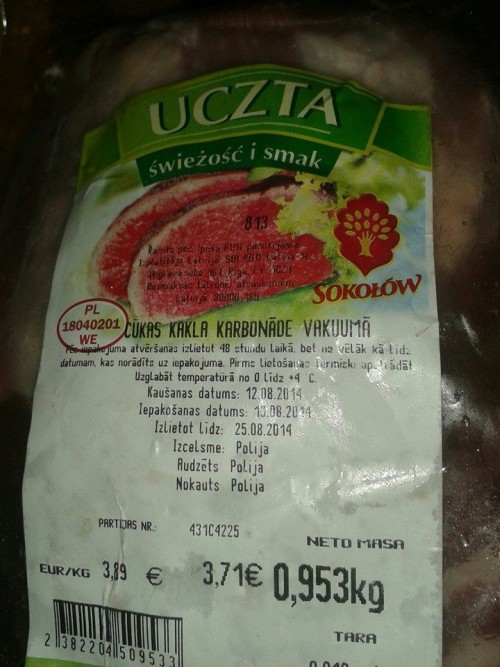 UCZTA
świeżość i smak
813
SOKOŁÓW
PL
18040201
WE
CŪKAS KAKLA KARBONĀDE VAKUUMĀ
Pēc iepakojuma atvēršanas izlietot 48 stundu laikā, bet ne vēlāk kā līdz
datumam, kas norādīts uz iepakojuma. Pirms lietošanas termiski apstrādāt
Uzglabāt temperatūrā no 0 līdz +4 °C.
Kaušanas datums: 12.08.2014
Iepakošanas datums: 13.08.2014
Izlietot līdz: 25.08.2014
Izcelsme: Polija
Audzēts Polija
Nokauts Polija
PARTIJAS NR.: 431C4225
NETO MASA
EUR/KG 3,89 € 3,71€ 0,953kg
2 382204 509533
TARA